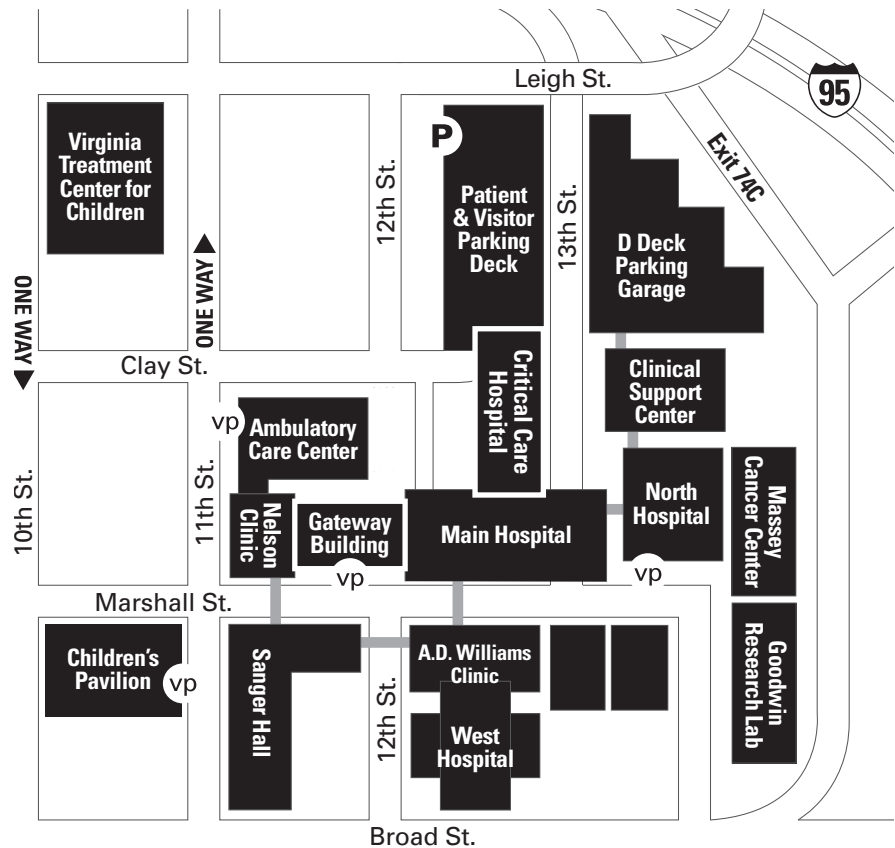 Leigh St.
95
Virginia
Treatment
Center for
Children
P
Patient
& Visitor
Parking
Deck
12th St.
13th St.
Exit 74C
D Deck
Parking
Garage
ONE WAY
ONE WAY
Clay St.
Critical Care
Hospital
Clinical
Support
Center
vp
Ambulatory
Care Center
10th St.
11th St.
Nelson
Clinic
Gateway
Building
Main Hospital
North
Hospital
Massey
Cancer Center
vp
vp
Marshall St.
Children's
Pavilion
vp
Sanger Hall
12th St.
A.D. Williams
Clinic
West
Hospital
Goodwin
Research Lab
Broad St.